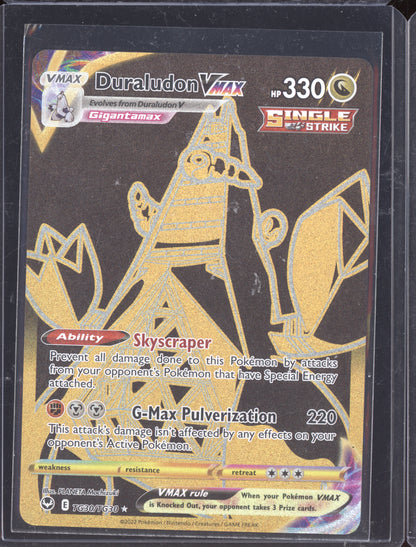 VMAX
Duraludon VMAX
HP 330
Evolves from Duraludon V
Gigantamax
SINGLE STRIKE
Ability Skyscraper
Prevent all damage done to this Pokémon by attacks
from your opponent's Pokémon that have Special Energy
attached.
G-Max Pulverization 220
This attack's damage isn't affected by any effects on your
opponent's Active Pokémon.
weakness resistance retreat
Illus. PLANETA Mochizuki
E TG30/TG30 ★
VMAX rule
When your Pokémon VMAX
is Knocked Out, your opponent takes 3 Prize cards.
©2022 Pokémon / Nintendo / Creatures / GAME FREAK